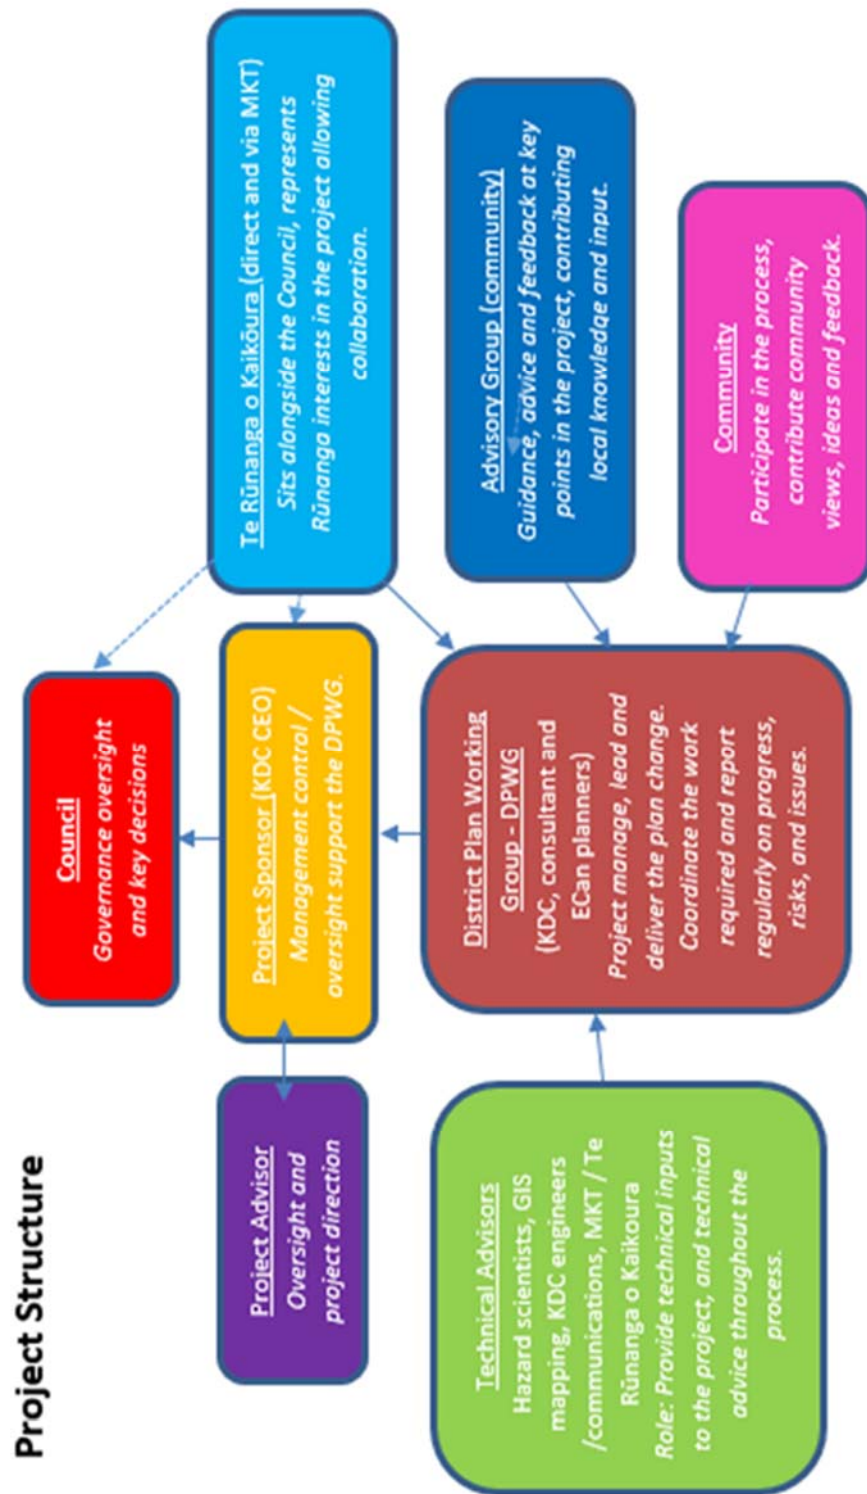 Project Structure
Council
Governance oversight
and key decisions
Project Advisor
Oversight and
project direction
Project Sponsor (KDC CEO)
Management control /
oversight support the DPWG.
Te Rūnanga o Kaikōura (direct and via MKT)
Sits alongside the Council, represents
Rūnanga interests in the project allowing
collaboration.
Technical Advisors
Hazard scientists, GIS
mapping, KDC engineers
/communications, MKT / Te
Rūnanga o Kaikoura
Role: Provide technical inputs
to the project, and technical
advice throughout the
process.
District Plan Working
Group - DPWG
(KDC, consultant and
ECan planners)
Project manage, lead and
deliver the plan change.
Coordinate the work
required and report
regularly on progress,
risks, and issues.
Advisory Group (community)
Guidance, advice and feedback at key
points in the project, contributing
local knowledge and input.
Community
Participate in the process,
contribute community
views, ideas and feedback.